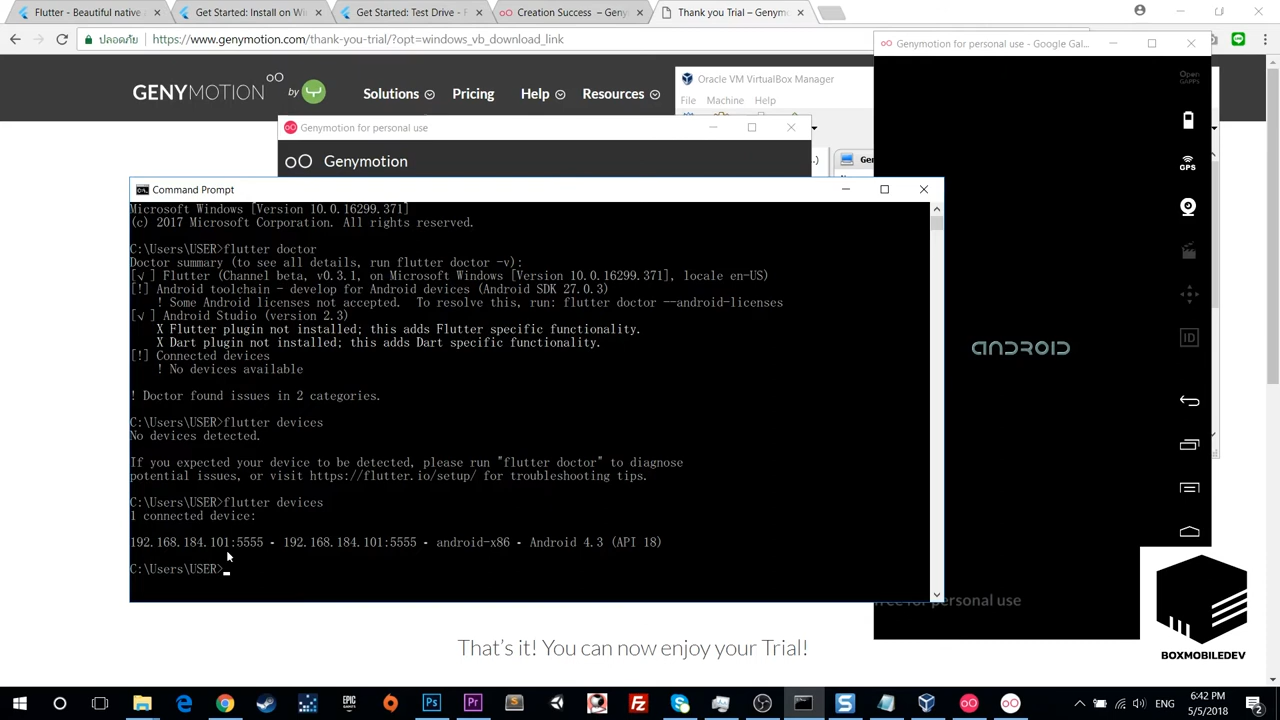 Flutter - Beautiful native
Get Started: Install on Wi
Get Started: Test Drive - F
Creation Success – Geny
Thank you Trial – Genym
ปลอดภัย
https://www.genymotion.com/thank-you-trial/?opt=windows_vb_download_link
Genymotion for personal use - Google Gal...
GENYMOTION by
Solutions
Pricing
Help
Resources
Oracle VM VirtualBox Manager
File Machine Help
Open
GAPPS
Genymotion for personal use
Genymotion
Gen
GPS
Command Prompt
Microsoft Windows [Version 10.0.16299.371]
(c) 2017 Microsoft Corporation. All rights reserved.
C:\Users\USER>flutter doctor
Doctor summary (to see all details, run flutter doctor -v):
[√] Flutter (Channel beta, v0.3.1, on Microsoft Windows [Version 10.0.16299.371], locale en-US)
[!] Android toolchain - develop for Android devices (Android SDK 27.0.3)
! Some Android licenses not accepted. To resolve this, run: flutter doctor --android-licenses
[√] Android Studio (version 2.3)
X Flutter plugin not installed; this adds Flutter specific functionality.
X Dart plugin not installed; this adds Dart specific functionality.
[!] Connected devices
! No devices available
! Doctor found issues in 2 categories.
C:\Users\USER>flutter devices
No devices detected.
If you expected your device to be detected, please run "flutter doctor" to diagnose
potential issues, or visit https://flutter.io/setup/ for troubleshooting tips.
C:\Users\USER>flutter devices
1 connected device:
192.168.184.101:5555 - 192.168.184.101:5555 - android-x86 - Android 4.3 (API 18)
C:\Users\USER>
ANDROID
ID
free for personal use
BOXMOBILEDEV
That's it! You can now enjoy your Trial!
EPIC
GAMES
Ps
Pr
6:42 PM
5/5/2018
2